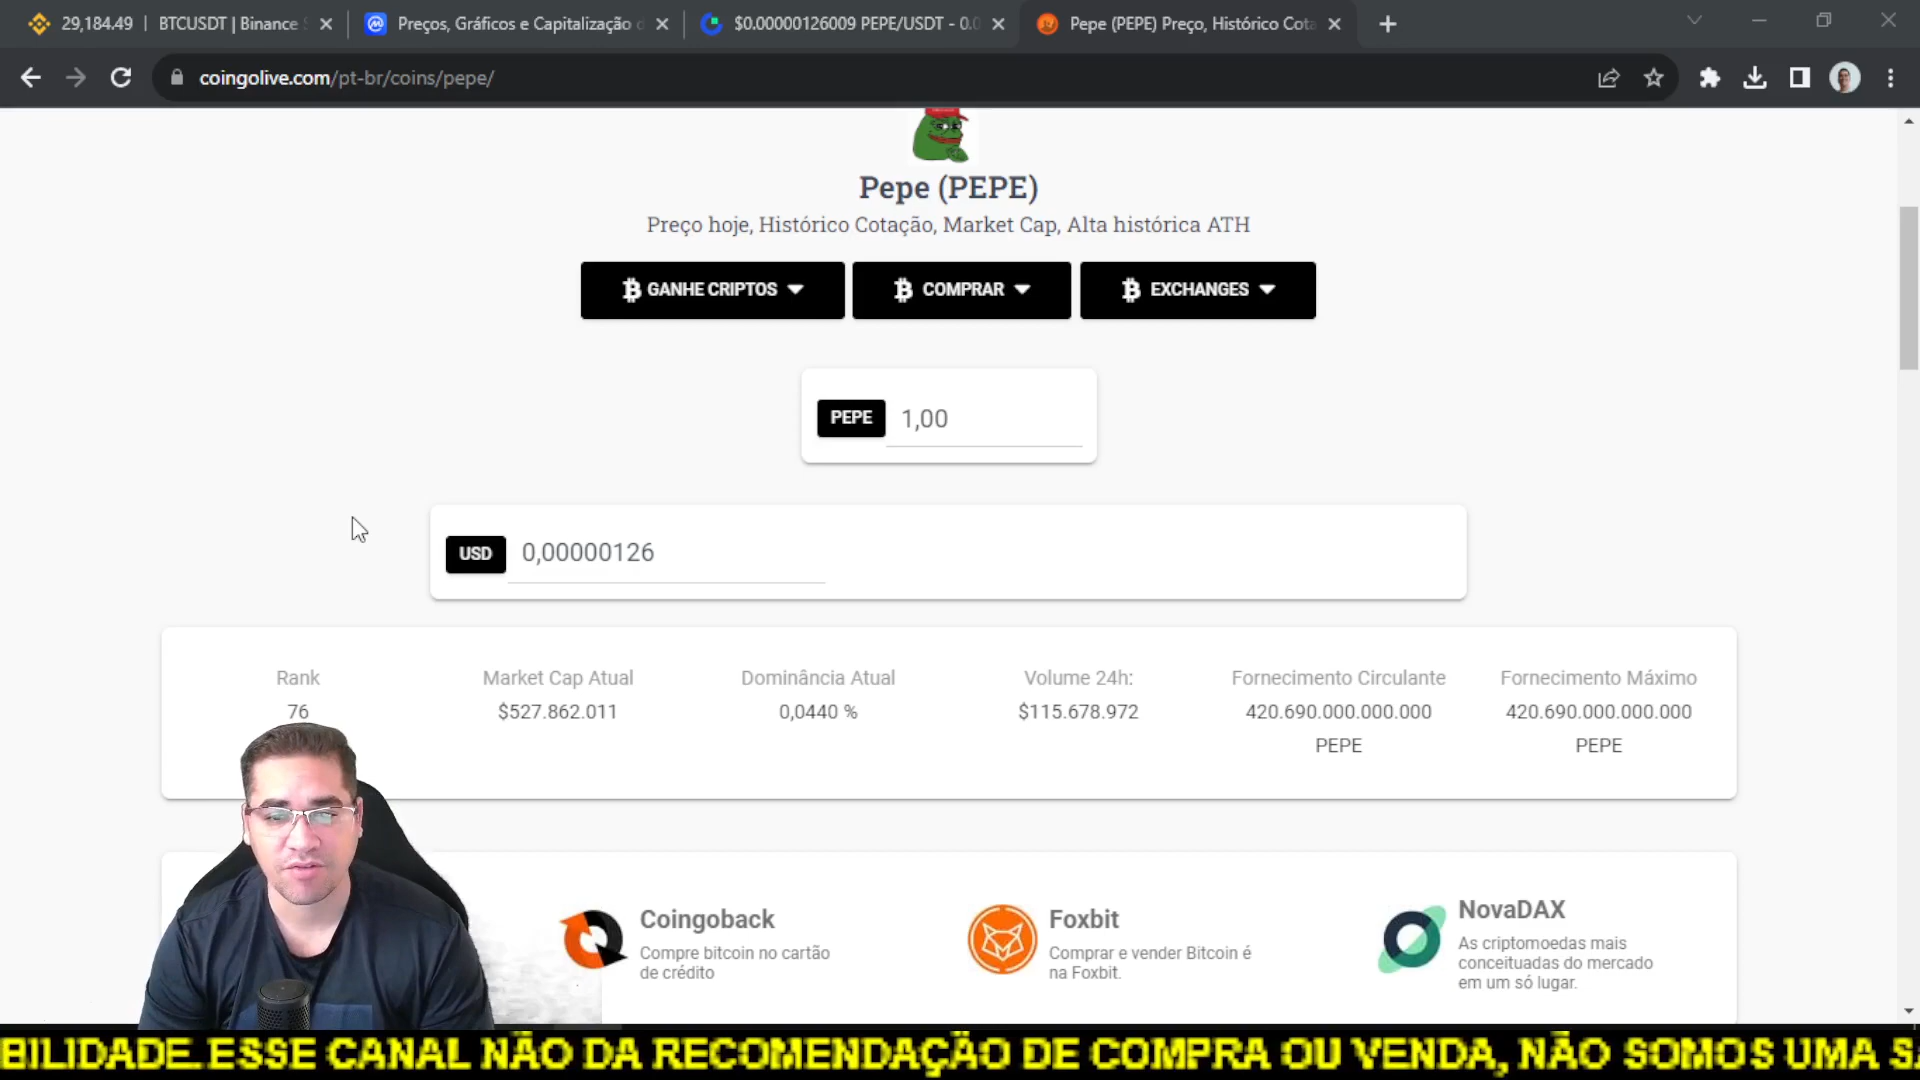 29,184.49 | BTCUSDT | Binance S
Preços, Gráficos e Capitalização d
$0.00000126009 PEPE/USDT - 0.0
Pepe (PEPE) Preço, Histórico Cota
coingolive.com/pt-br/coins/pepe/
Pepe (PEPE)
Preço hoje, Histórico Cotação, Market Cap, Alta histórica ATH
GANHE CRIPTOS
COMPRAR
EXCHANGES
PEPE 1,00
USD 0,00000126
Rank
76
Market Cap Atual
$527.862.011
Dominância Atual
0,0440 %
Volume 24h:
$115.678.972
Fornecimento Circulante
420.690.000.000.000
PEPE
Fornecimento Máximo
420.690.000.000.000
PEPE
Coingoback
Compre bitcoin no cartão
de crédito
Foxbit
Comprar e vender Bitcoin é
na Foxbit.
NovaDAX
As criptomoedas mais
conceituadas do mercado
em um só lugar.
BILIDADE.ESSE CANAL NÃO DA RECOMENDAÇÃO DE COMPRA OU VENDA, NÃO SOMOS UMA